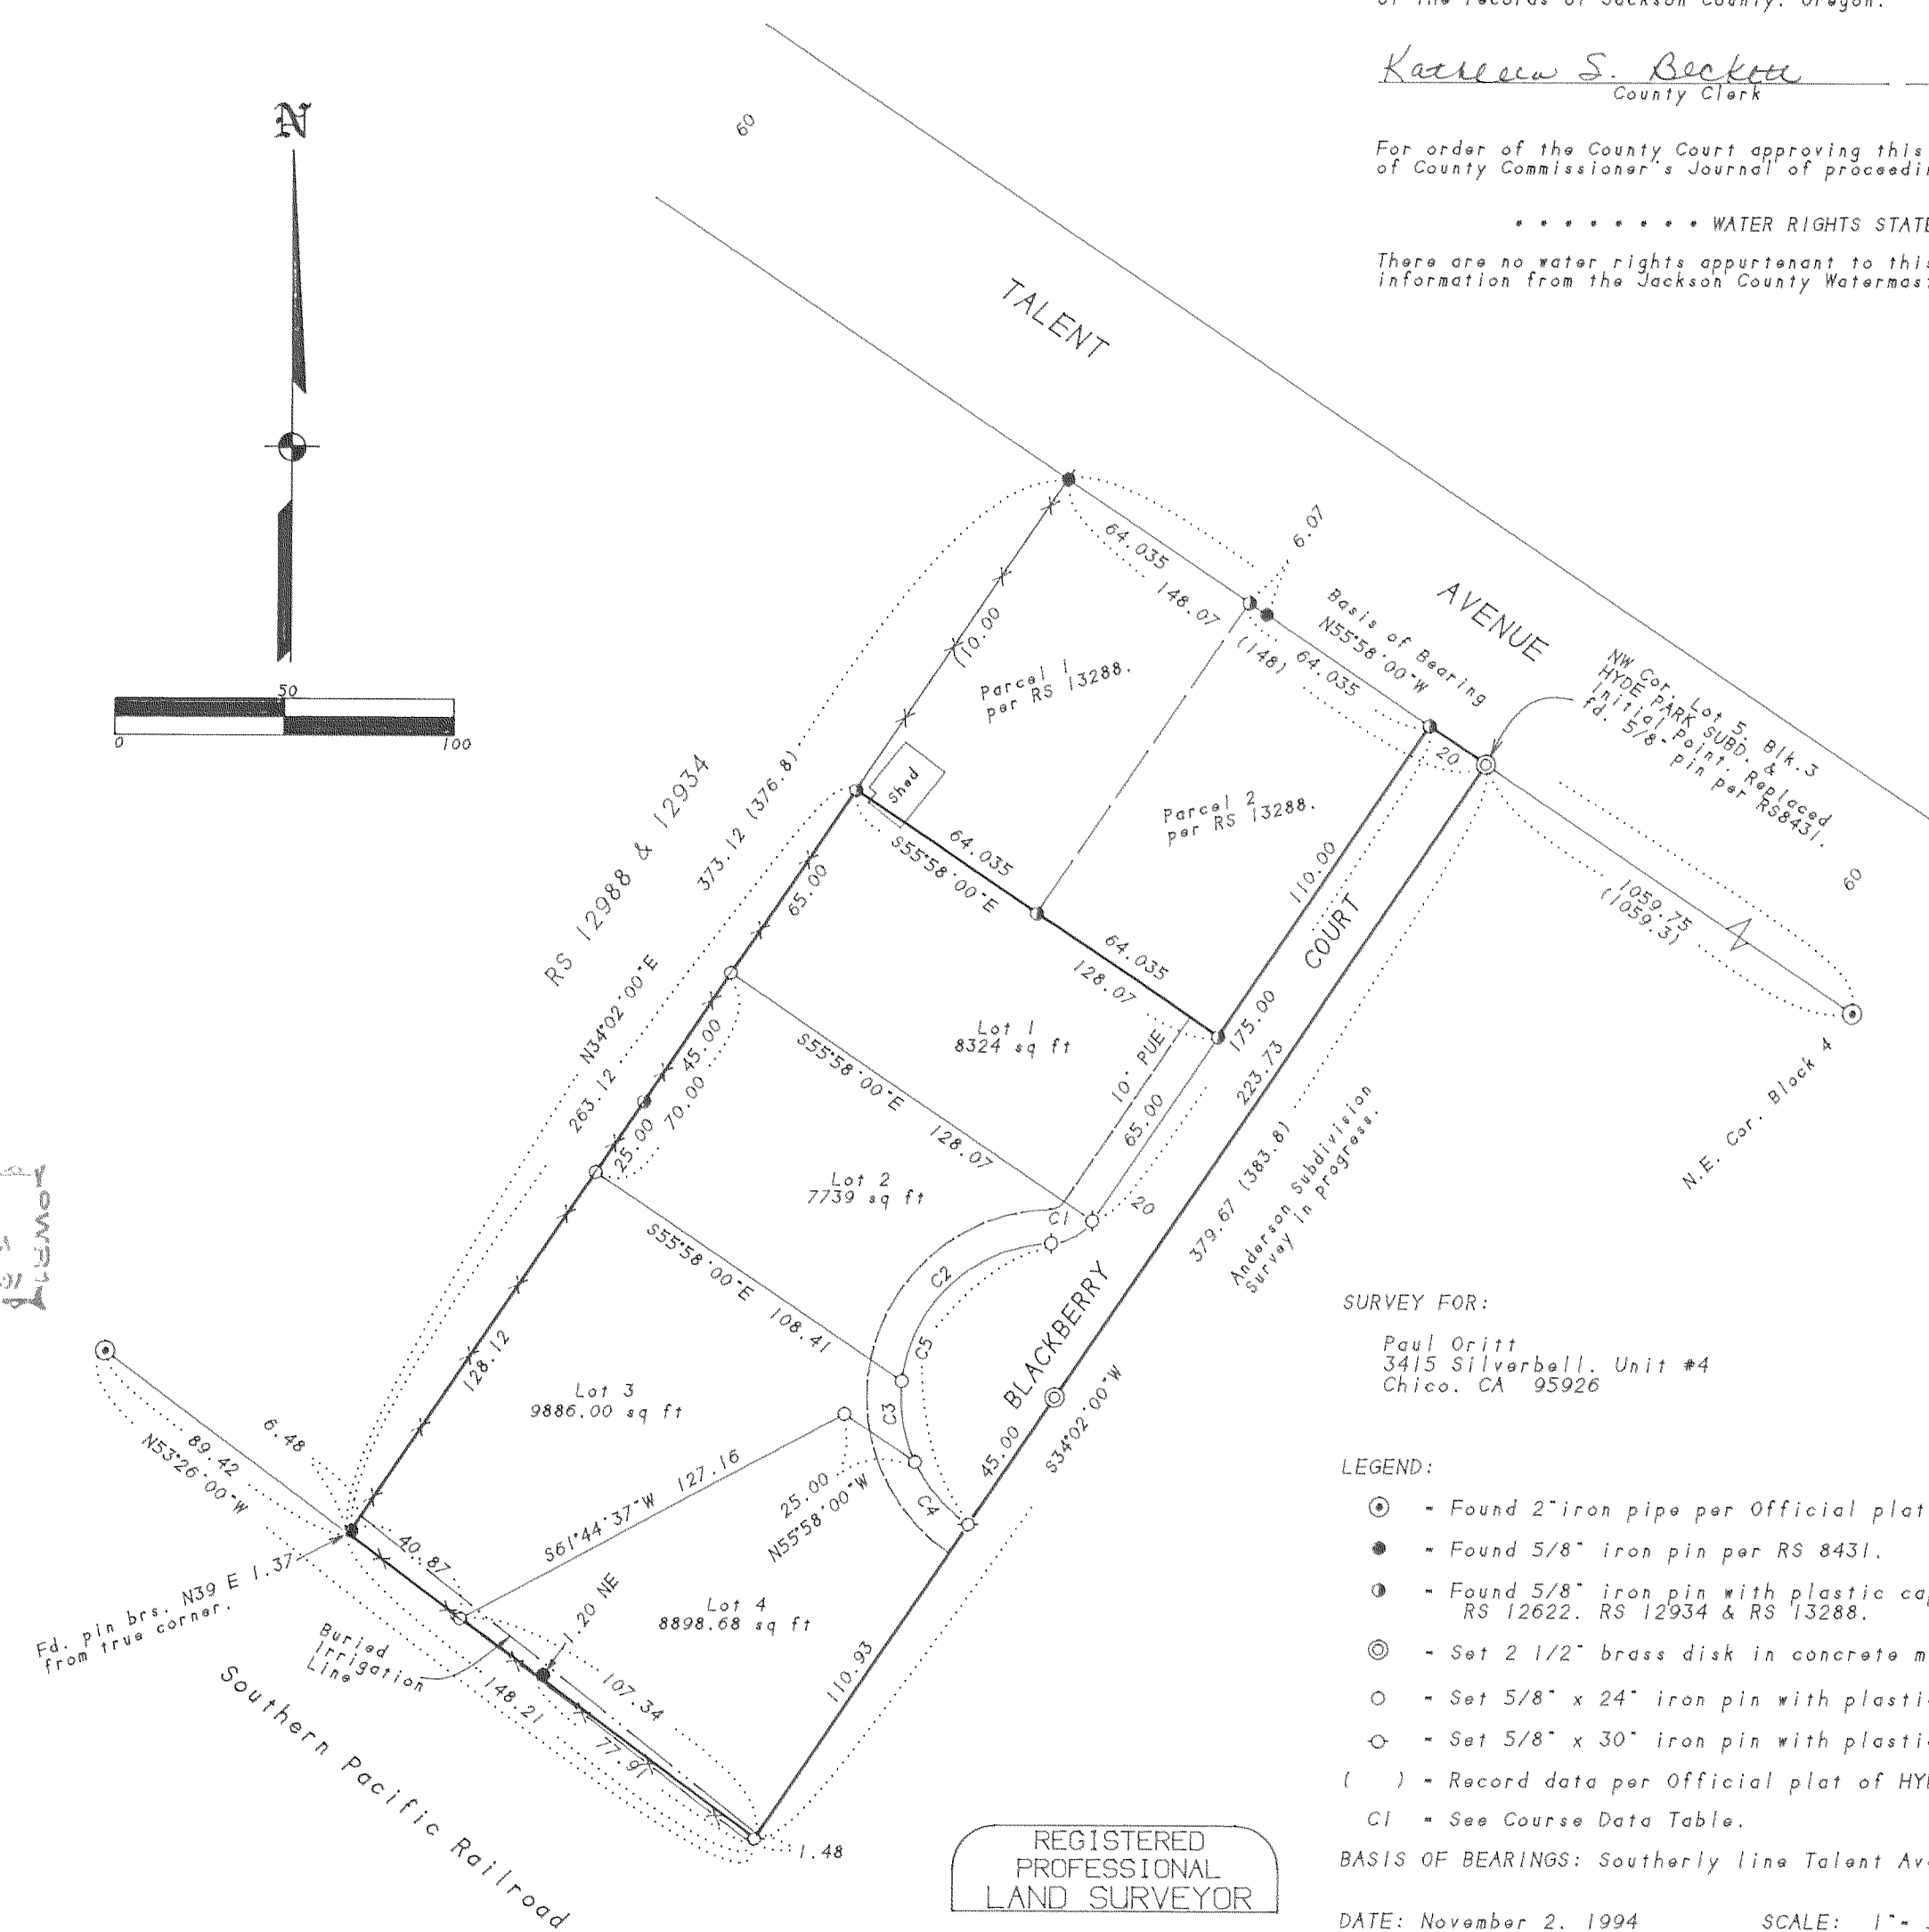 of the records of Jackson County, Oregon.
Kathleen S. Beckett
County Clerk
For order of the County Court approving this
of County Commissioner's Journal of proceedin
• • • • • • • • WATER RIGHTS STATE
There are no water rights appurtenant to this
information from the Jackson County Watermast
N
50
0
100
60
TALENT
AVENUE
6.07
64.035
148.07
(148)
64.035
Basis of Bearing
N55°58'00"W
20
NW Cor. Lot 5, Blk.3
HYDE PARK SUBD. &
Initial Point. Replaced
fd. 5/8" pin per RS8431.
60
1059.75
(1059.3)
N.E. Cor. Block 4
110.00
Parcel 1
per RS 13288.
Parcel 2
per RS 13288.
Shed
RS 12988 & 12934
373.12 (376.8)
65.00
64.035
S55°58'00"E
64.035
128.07
110.00
COURT
175.00
223.73
N34°02'00"E
263.12
45.00
70.00
25.00
Lot 1
8324 sq ft
S55°58'00"E
128.07
10' PUE
65.00
20
Lot 2
7739 sq ft
S55°58'00"E
108.41
C1
C2
C5
C3
C4
BLACKBERRY
379.67 (383.8)
Anderson Subdivision
Survey in progress.
128.12
Lot 3
9886.00 sq ft
45.00
S34°02'00"W
6.48
89.42
N53°26'00"W
S61°44'37"W 127.16
25.00
N55°58'00"W
40.87
1.20 NE
Fd. pin brs. N39 E 1.37
from true corner.
Buried
Irrigation
Line
Lot 4
8898.68 sq ft
107.34
148.21
77.91
110.93
1.48
Southern Pacific Railroad
SURVEY FOR:
Paul Oritt
3415 Silverbell, Unit #4
Chico, CA 95926
LEGEND:
= Found 2" iron pipe per Official plat
= Found 5/8" iron pin per RS 8431.
= Found 5/8" iron pin with plastic ca
RS 12622, RS 12934 & RS 13288.
= Set 2 1/2" brass disk in concrete m
= Set 5/8" x 24" iron pin with plasti
= Set 5/8" x 30" iron pin with plasti
( ) = Record data per Official plat of HY
C1 = See Course Data Table.
BASIS OF BEARINGS: Southerly line Talent Av
DATE: November 2, 1994 SCALE: 1"=
REGISTERED
PROFESSIONAL
LAND SURVEYOR